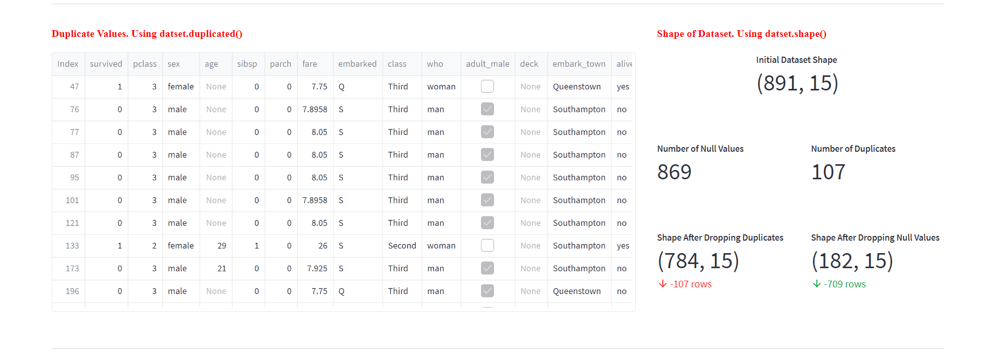 Duplicate Values. Using datset.duplicated()
Index survived pclass sex age sibsp parch fare embarked class who adult_male deck embark_town alive
47 1 3 female None 0 0 7.75 Q Third woman None Queenstown yes
76 0 3 male None 0 0 7.8958 S Third man None Southampton no
77 0 3 male None 0 0 8.05 S Third man None Southampton no
87 0 3 male None 0 0 8.05 S Third man None Southampton no
95 0 3 male None 0 0 8.05 S Third man None Southampton no
101 0 3 male None 0 0 7.8958 S Third man None Southampton no
121 0 3 male None 0 0 8.05 S Third man None Southampton no
133 1 2 female 29 1 0 26 S Second woman None Southampton yes
173 0 3 male 21 0 0 7.925 S Third man None Southampton no
196 0 3 male None 0 0 7.75 Q Third man None Queenstown no
Shape of Dataset. Using datset.shape()
Initial Dataset Shape
(891, 15)
Number of Null Values
869
Number of Duplicates
107
Shape After Dropping Duplicates
(784, 15)
-107 rows
Shape After Dropping Null Values
(182, 15)
-709 rows